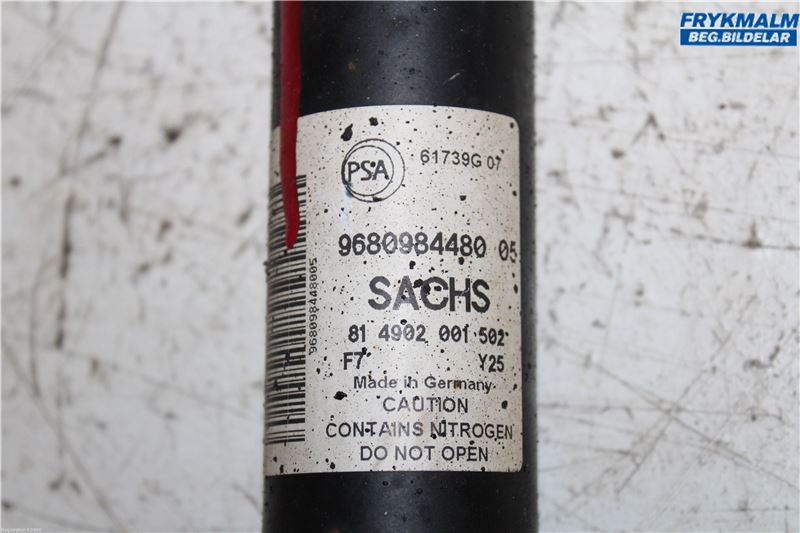 FRYKMALM
BEG.BILDELAR
PSA
61739G 07
9680984480 05
SACHS
81 4902 001 502
F7 Y25
Made in Germany
CAUTION
CONTAINS NITROGEN
DO NOT OPEN
968098448005